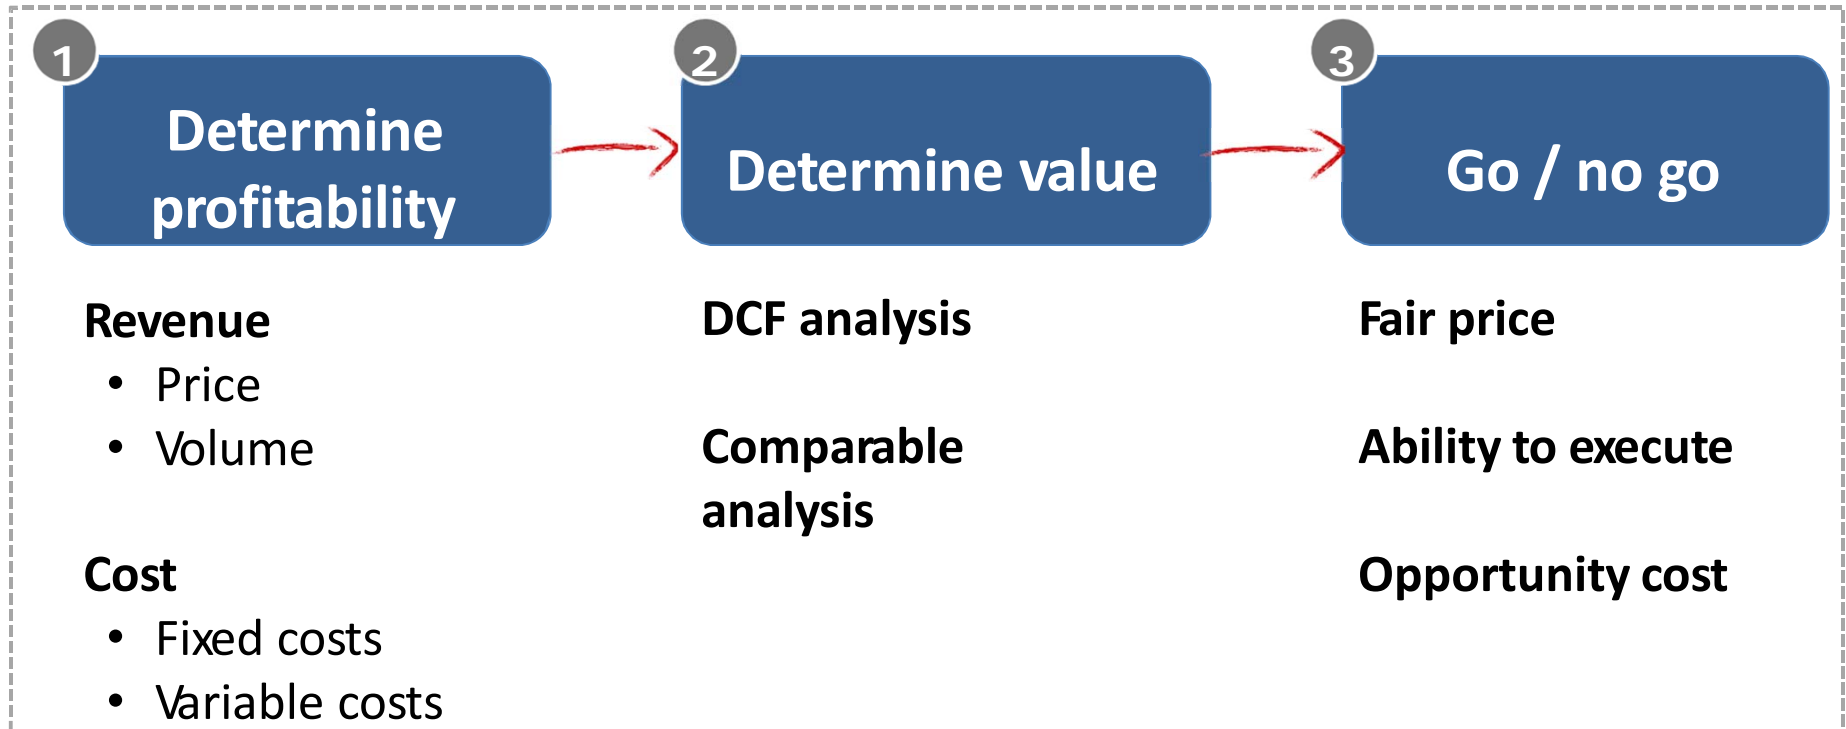 1
Determine
profitability
2
Determine value
3
Go / no go
Revenue
• Price
• Volume
Cost
• Fixed costs
• Variable costs
DCF analysis
Comparable
analysis
Fair price
Ability to execute
Opportunity cost